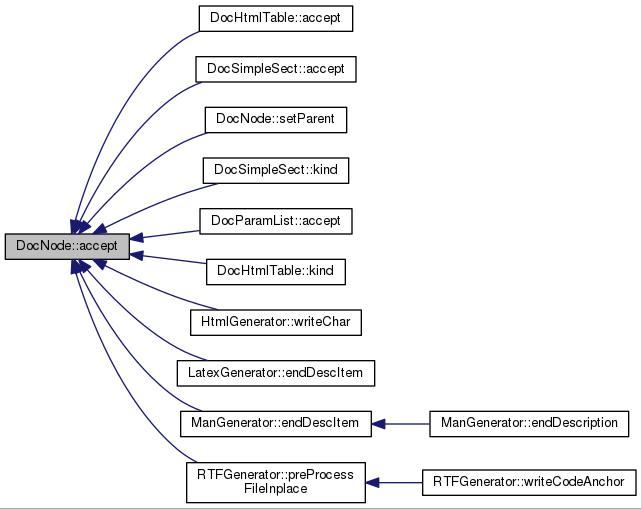 DocHtmlTable::accept
DocSimpleSect::accept
DocNode::setParent
DocSimpleSect::kind
DocParamList::accept
DocNode::accept
DocHtmlTable::kind
HtmlGenerator::writeChar
LatexGenerator::endDescItem
ManGenerator::endDescItem
ManGenerator::endDescription
RTFGenerator::preProcess
FileInplace
RTFGenerator::writeCodeAnchor